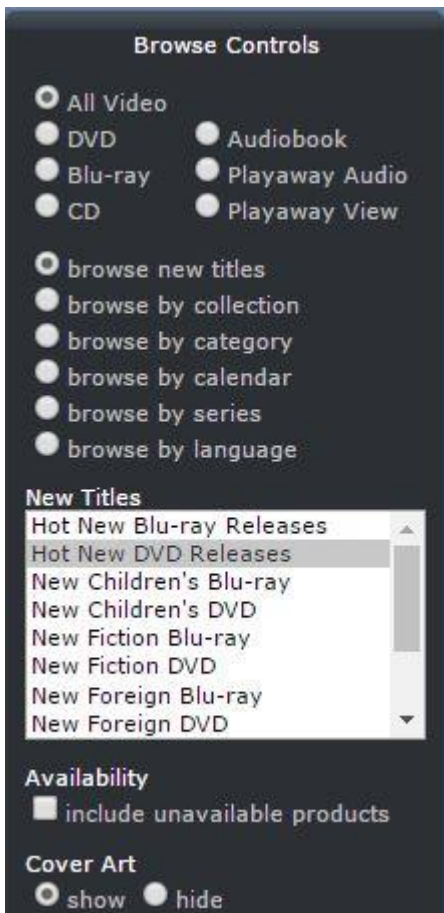 Browse Controls
All Video
DVD Audiobook
Blu-ray Playaway Audio
CD Playaway View
browse new titles
browse by collection
browse by category
browse by calendar
browse by series
browse by language
New Titles
Hot New Blu-ray Releases
Hot New DVD Releases
New Children's Blu-ray
New Children's DVD
New Fiction Blu-ray
New Fiction DVD
New Foreign Blu-ray
New Foreign DVD
Availability
include unavailable products
Cover Art
show hide